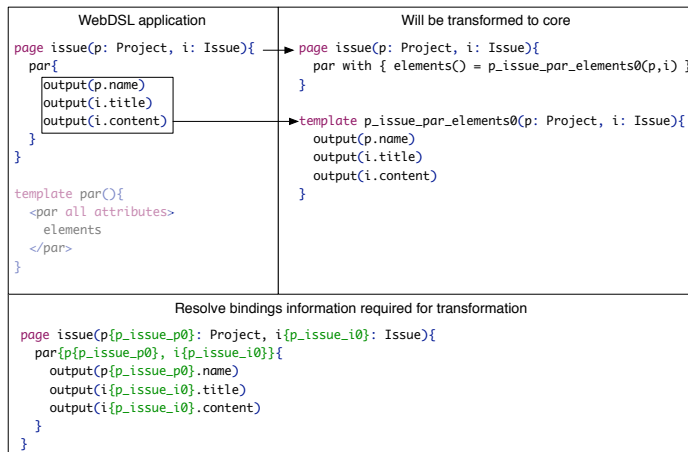 WebDSL application
page issue(p: Project, i: Issue){
par{
output(p.name)
output(i.title)
output(i.content)
}
}
template par(){
<par all attributes>
elements
</par>
}
Will be transformed to core
page issue(p: Project, i: Issue){
par with { elements() = p_issue_par_elements0(p,i) }
}
template p_issue_par_elements0(p: Project, i: Issue){
output(p.name)
output(i.title)
output(i.content)
}
Resolve bindings information required for transformation
page issue(p{p_issue_p0}: Project, i{p_issue_i0}: Issue){
par{p{p_issue_p0}, i{p_issue_i0}}{
output(p{p_issue_p0}.name)
output(i{p_issue_i0}.title)
output(i{p_issue_i0}.content)
}
}